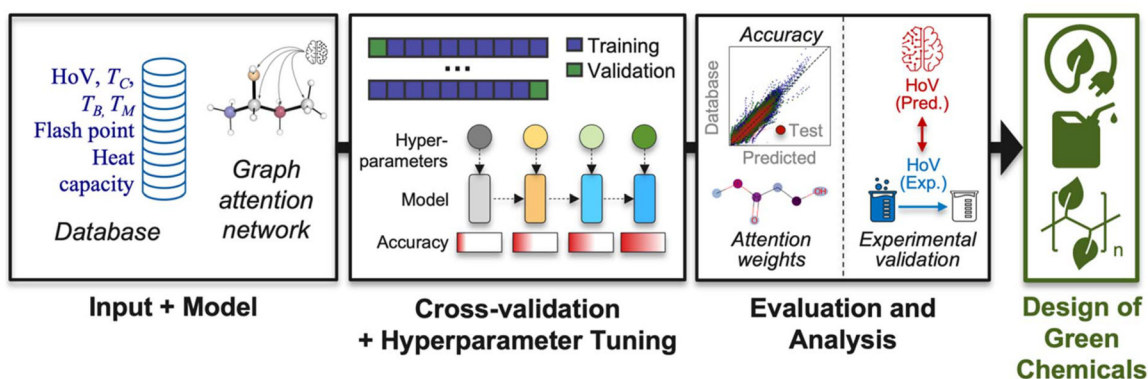 HoV, T_C,
T_B, T_M
Flash point
Heat
capacity
Database
Graph
attention
network
Input + Model
Training
...
Validation
Hyper-
parameters
Model
Accuracy
Cross-validation
+ Hyperparameter Tuning
Accuracy
Database
Test
Predicted
OH
O
Attention
weights
HoV
(Pred.)
HoV
(Exp.)
Experimental
validation
Evaluation and
Analysis
n
Design of
Green
Chemicals